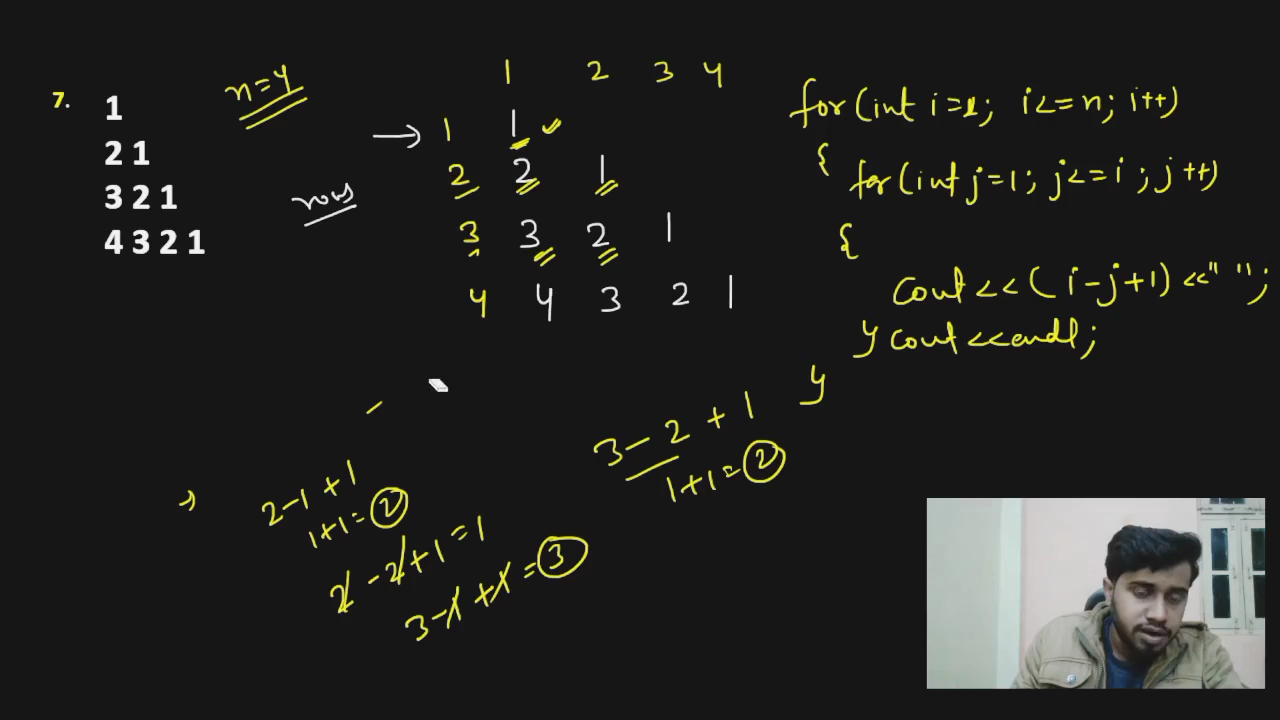 7.
1
2 1
3 2 1
4 3 2 1
n=4
rows
1 2 3 4
1 1
2 2 1
3 3 2 1
4 4 3 2 1
for(int i=1; i<=n; i++)
{
for(int j=1; j<=i; j++)
{
cout<<(i-j+1)<<" ";
} cout<<endl;
}
2-1+1
1+1=2
2-2+1=1
3-1+1=3
3-2+1
1+1=2